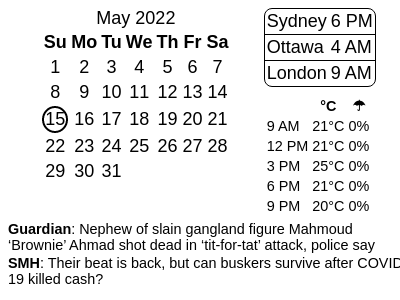 May 2022
Su Mo Tu We Th Fr Sa
1 2 3 4 5 6 7
8 9 10 11 12 13 14
15 16 17 18 19 20 21
22 23 24 25 26 27 28
29 30 31
Sydney 6 PM
Ottawa 4 AM
London 9 AM
°C ☂
9 AM 21°C 0%
12 PM 21°C 0%
3 PM 25°C 0%
6 PM 21°C 0%
9 PM 20°C 0%
Guardian: Nephew of slain gangland figure Mahmoud
‘Brownie’ Ahmad shot dead in ‘tit-for-tat’ attack, police say
SMH: Their beat is back, but can buskers survive after COVID
19 killed cash?